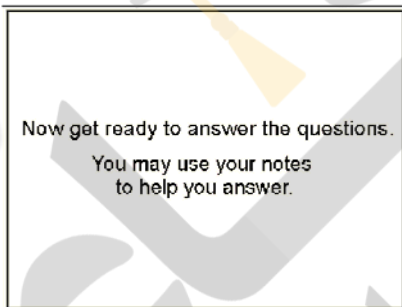 Now get ready to answer the questions.
You may use your notes
to help you answer.